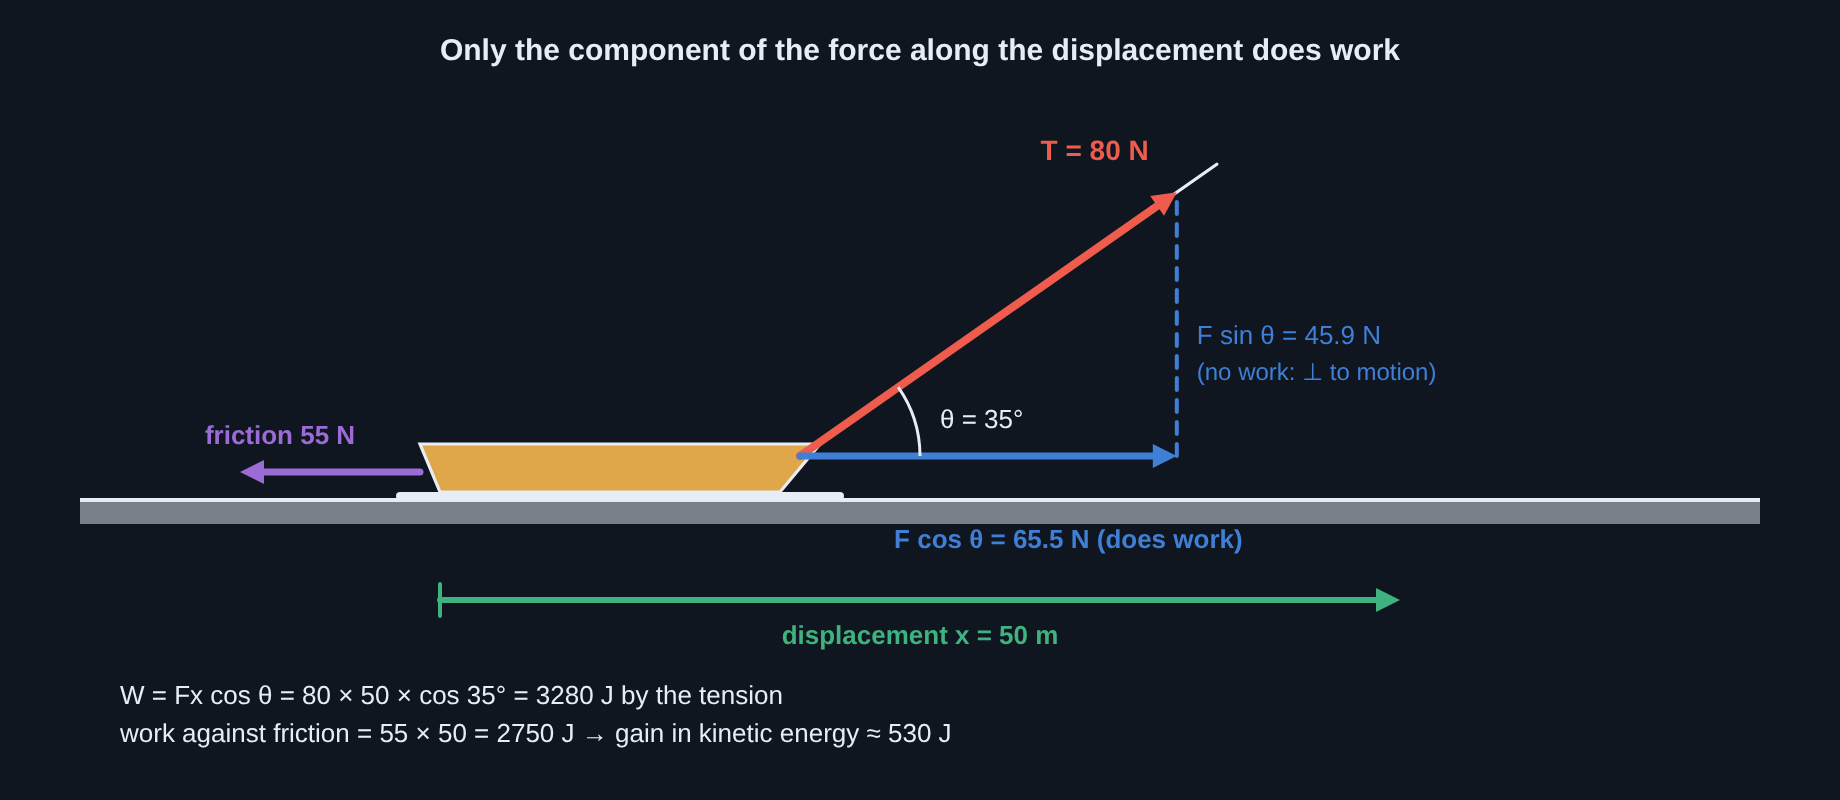 Only the component of the force along the displacement does work
T = 80 N
F sin θ = 45.9 N
(no work: ⊥ to motion)
θ = 35°
friction 55 N
F cos θ = 65.5 N (does work)
displacement x = 50 m
W = Fx cos θ = 80 × 50 × cos 35° = 3280 J by the tension
work against friction = 55 × 50 = 2750 J → gain in kinetic energy ≈ 530 J